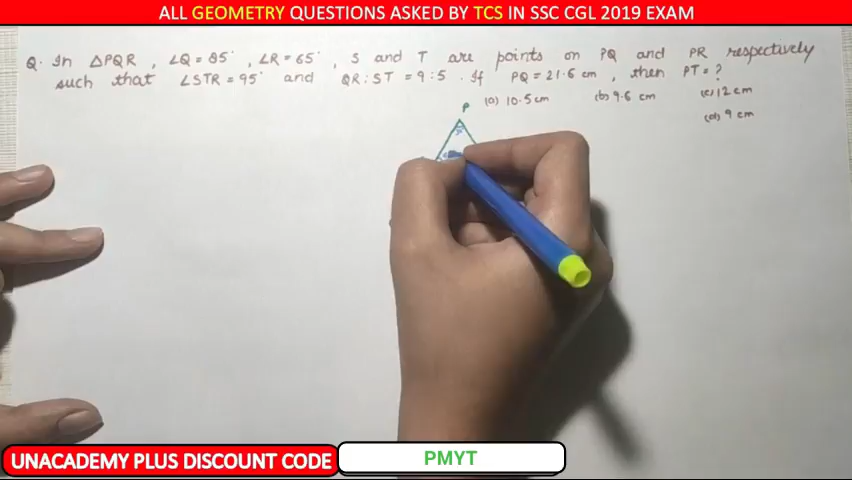 ALL GEOMETRY QUESTIONS ASKED BY TCS IN SSC CGL 2019 EXAM
Q. In △PQR, ∠Q = 85°, ∠R = 65°, S and T are points on PQ and PR respectively
such that ∠STR = 95° and QR:ST = 9:5. If PQ = 21.6 cm, then PT = ?
(a) 10.5 cm (b) 9.6 cm (c) 12 cm
(d) 9 cm
P
UNACADEMY PLUS DISCOUNT CODE PMYT